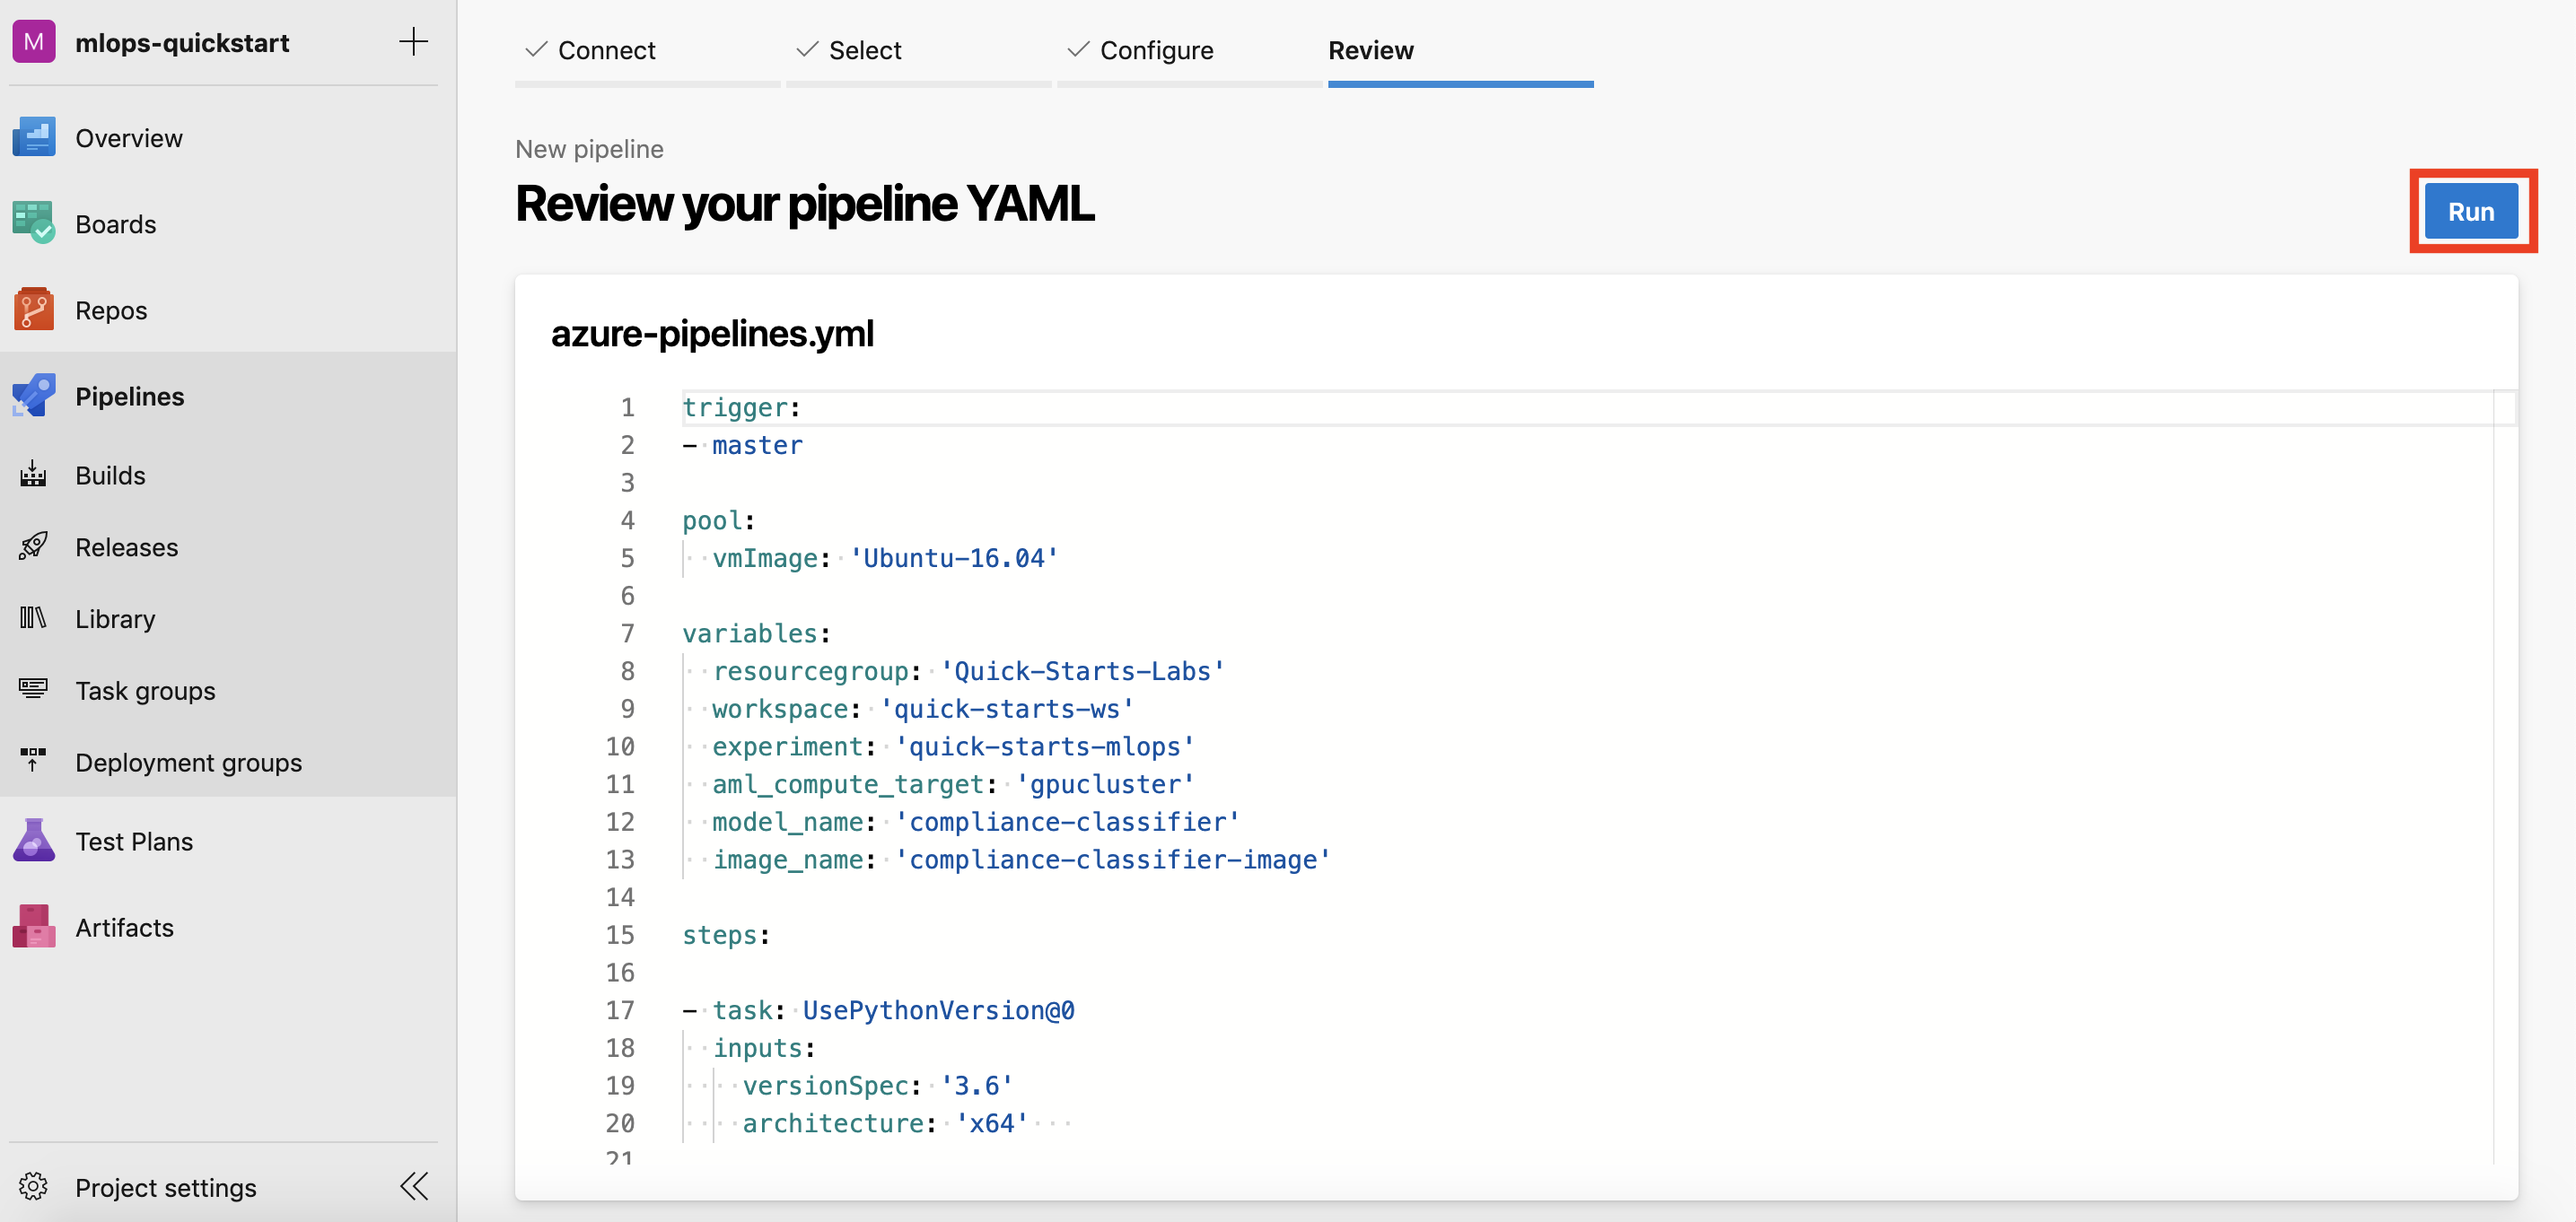 M mlops-quickstart
Overview
Boards
Repos
Pipelines
Builds
Releases
Library
Task groups
Deployment groups
Test Plans
Artifacts
Project settings
Connect Select Configure Review
New pipeline
Review your pipeline YAML
Run
azure-pipelines.yml
1 trigger:
2 - master
3
4 pool:
5   vmImage: 'Ubuntu-16.04'
6
7 variables:
8   resourcegroup: 'Quick-Starts-Labs'
9   workspace: 'quick-starts-ws'
10   experiment: 'quick-starts-mlops'
11   aml_compute_target: 'gpucluster'
12   model_name: 'compliance-classifier'
13   image_name: 'compliance-classifier-image'
14
15 steps:
16
17 - task: UsePythonVersion@0
18   inputs:
19     versionSpec: '3.6'
20     architecture: 'x64'
21